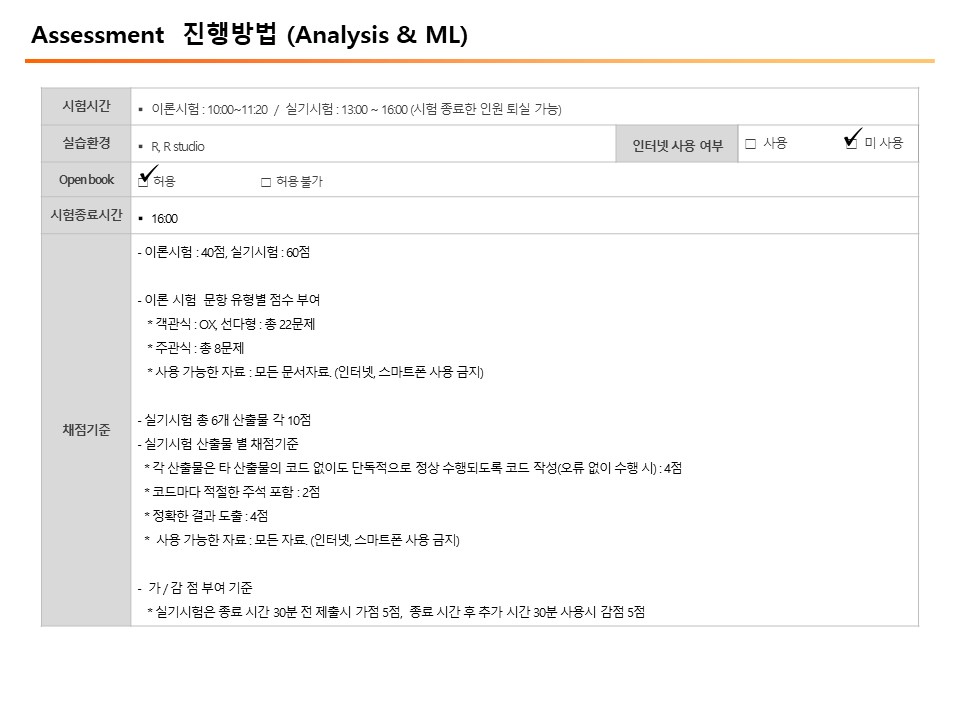 Assessment 진행방법 (Analysis & ML)
시험시간
▪ 이론시험 : 10:00~11:20 / 실기시험 : 13:00 ~ 16:00 (시험 종료한 인원 퇴실 가능)
실습환경
▪ R, R studio
인터넷 사용 여부
□ 사용
□ 미 사용
Open book
□ 허용
□ 허용 불가
시험종료시간
▪ 16:00
채점기준
- 이론시험 : 40점, 실기시험 : 60점
- 이론 시험 문항 유형별 점수 부여
* 객관식 : OX, 선다형 : 총 22문제
* 주관식 : 총 8문제
* 사용 가능한 자료 : 모든 문서자료. (인터넷, 스마트폰 사용 금지)
- 실기시험 총 6개 산출물 각 10점
- 실기시험 산출물 별 채점기준
* 각 산출물은 타 산출물의 코드 없이도 단독적으로 정상 수행되도록 코드 작성(오류 없이 수행 시) : 4점
* 코드마다 적절한 주석 포함 : 2점
* 정확한 결과 도출 : 4점
* 사용 가능한 자료 : 모든 자료. (인터넷, 스마트폰 사용 금지)
- 가 / 감 점 부여 기준
* 실기시험은 종료 시간 30분 전 제출시 가점 5점, 종료 시간 후 추가 시간 30분 사용시 감점 5점